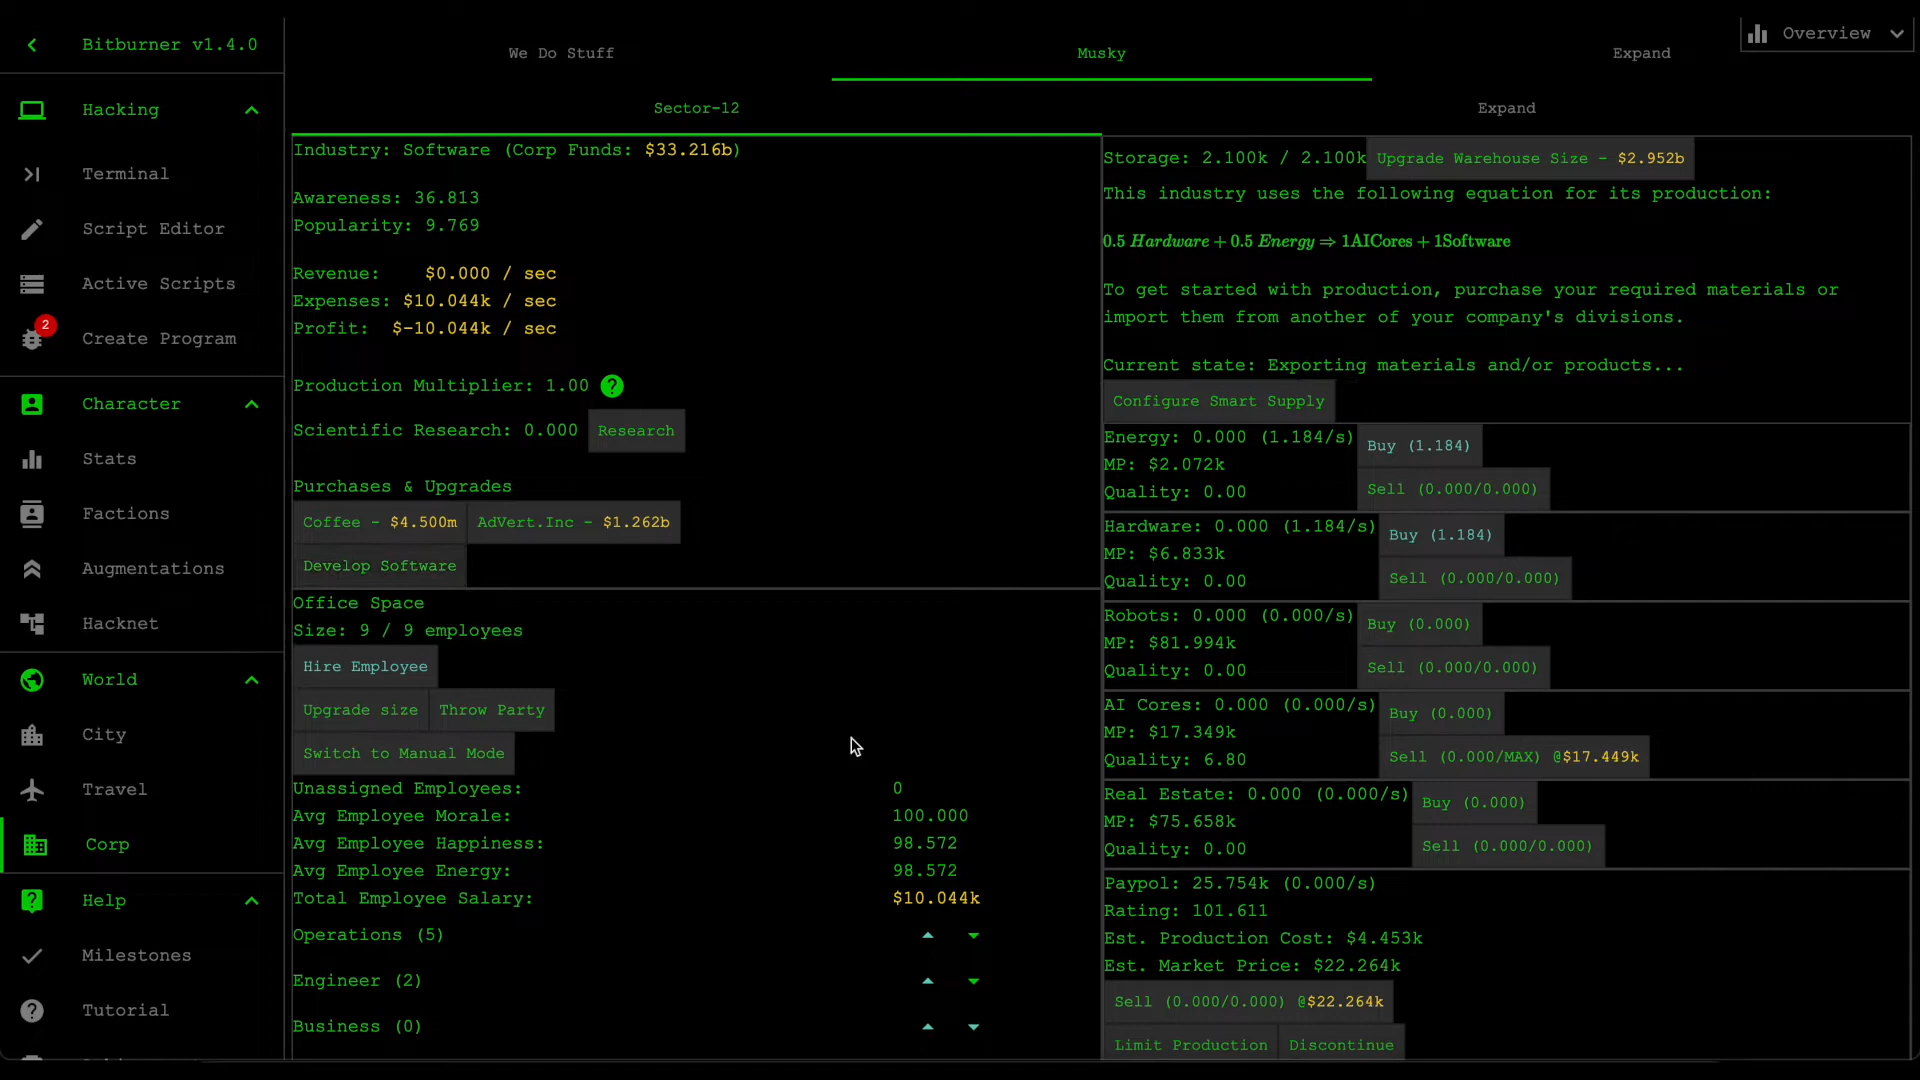 Bitburner v1.4.0
Hacking
Terminal
Script Editor
Active Scripts
2
Create Program
Character
Stats
Factions
Augmentations
Hacknet
World
City
Travel
Corp
Help
Milestones
Tutorial
We Do Stuff
Musky
Expand
Overview
Sector-12
Expand
Industry: Software (Corp Funds: $33.216b)
Awareness: 36.813
Popularity: 9.769
Revenue: $0.000 / sec
Expenses: $10.044k / sec
Profit: $-10.044k / sec
Production Multiplier: 1.00 ?
Scientific Research: 0.000 Research
Purchases & Upgrades
Coffee - $4.500m AdVert.Inc - $1.262b
Develop Software
Office Space
Size: 9 / 9 employees
Hire Employee
Upgrade size Throw Party
Switch to Manual Mode
Unassigned Employees: 0
Avg Employee Morale: 100.000
Avg Employee Happiness: 98.572
Avg Employee Energy: 98.572
Total Employee Salary: $10.044k
Operations (5)
Engineer (2)
Business (0)
Storage: 2.100k / 2.100k Upgrade Warehouse Size - $2.952b
This industry uses the following equation for its production:
0.5 Hardware + 0.5 Energy ⇒ 1AICores + 1Software
To get started with production, purchase your required materials or
import them from another of your company's divisions.
Current state: Exporting materials and/or products...
Configure Smart Supply
Energy: 0.000 (1.184/s) Buy (1.184)
MP: $2.072k
Quality: 0.00 Sell (0.000/0.000)
Hardware: 0.000 (1.184/s) Buy (1.184)
MP: $6.833k
Quality: 0.00 Sell (0.000/0.000)
Robots: 0.000 (0.000/s) Buy (0.000)
MP: $81.994k
Quality: 0.00 Sell (0.000/0.000)
AI Cores: 0.000 (0.000/s) Buy (0.000)
MP: $17.349k
Quality: 6.80 Sell (0.000/MAX) @$17.449k
Real Estate: 0.000 (0.000/s) Buy (0.000)
MP: $75.658k
Quality: 0.00 Sell (0.000/0.000)
Paypol: 25.754k (0.000/s)
Rating: 101.611
Est. Production Cost: $4.453k
Est. Market Price: $22.264k
Sell (0.000/0.000) @$22.264k
Limit Production Discontinue